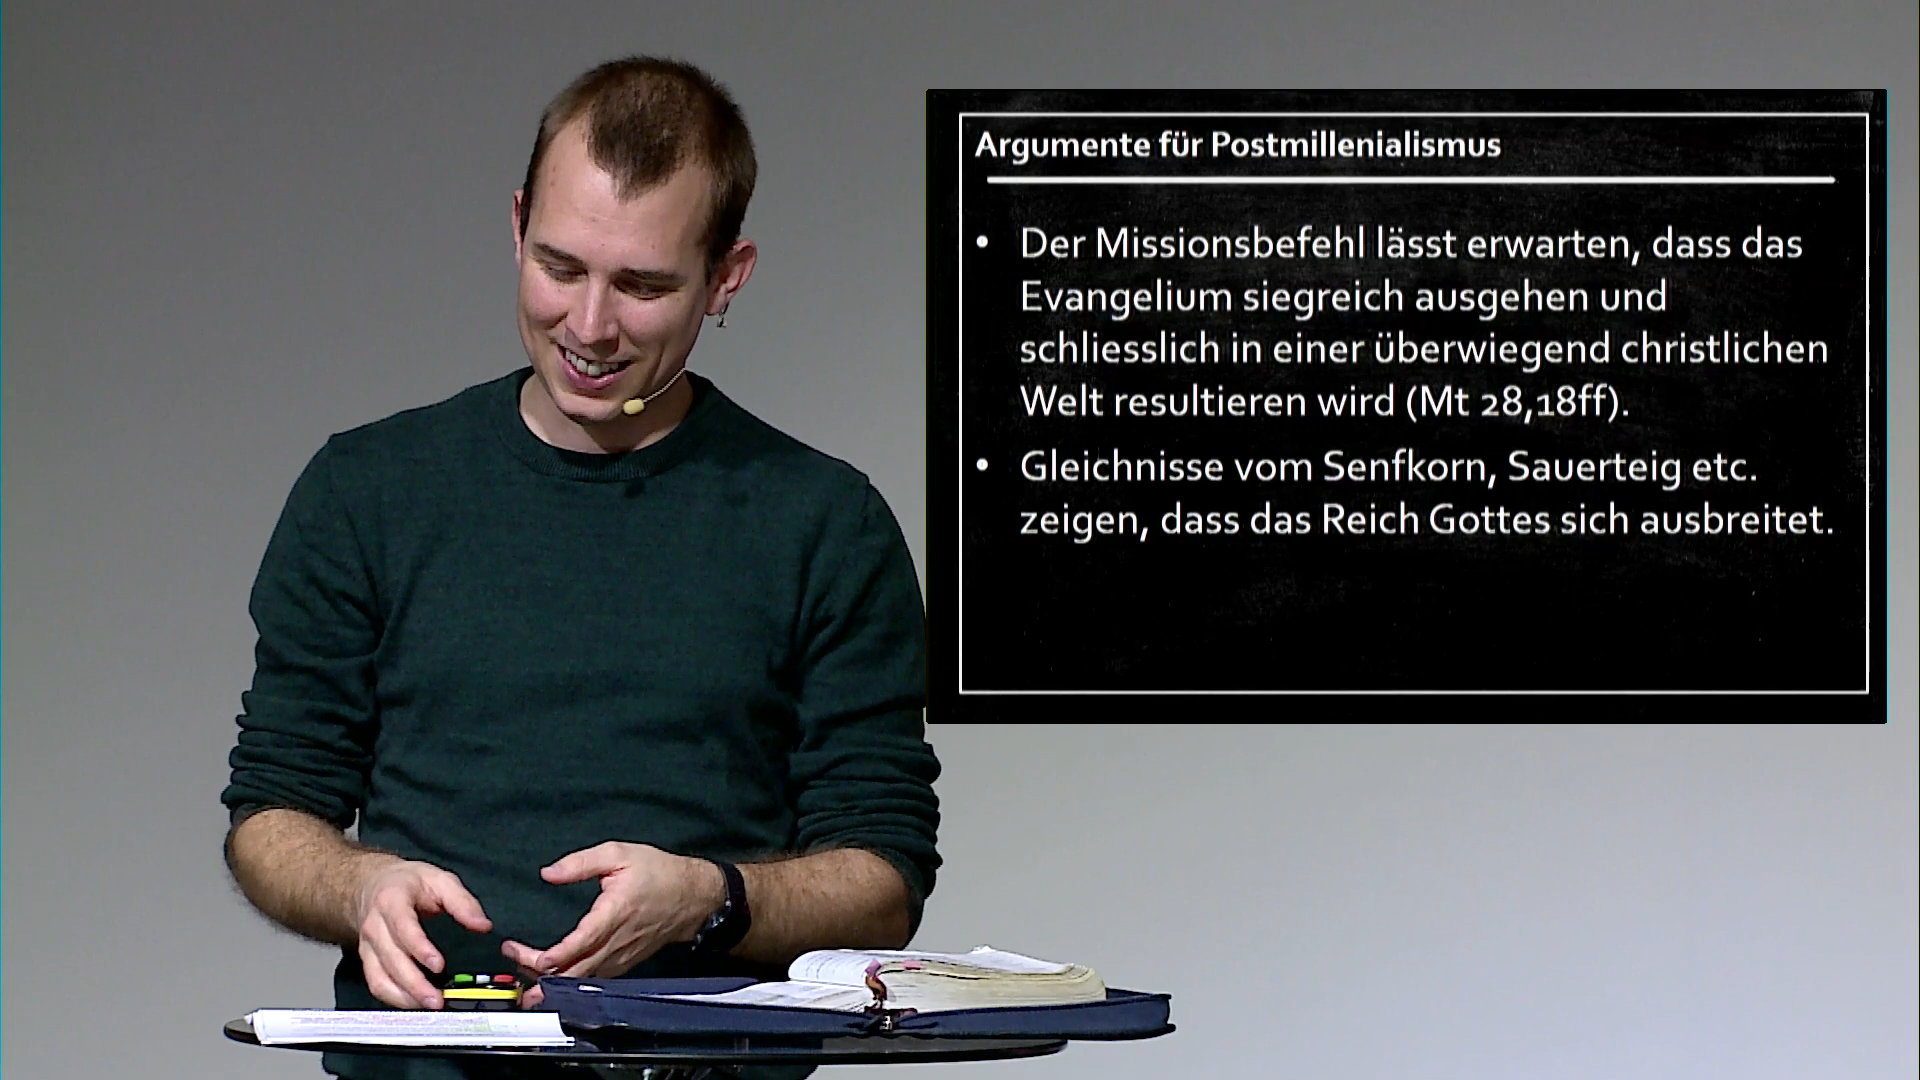 Argumente für Postmillenialismus
• Der Missionsbefehl lässt erwarten, dass das
Evangelium siegreich ausgehen und
schliesslich in einer überwiegend christlichen
Welt resultieren wird (Mt 28,18ff).
• Gleichnisse vom Senfkorn, Sauerteig etc.
zeigen, dass das Reich Gottes sich ausbreitet.